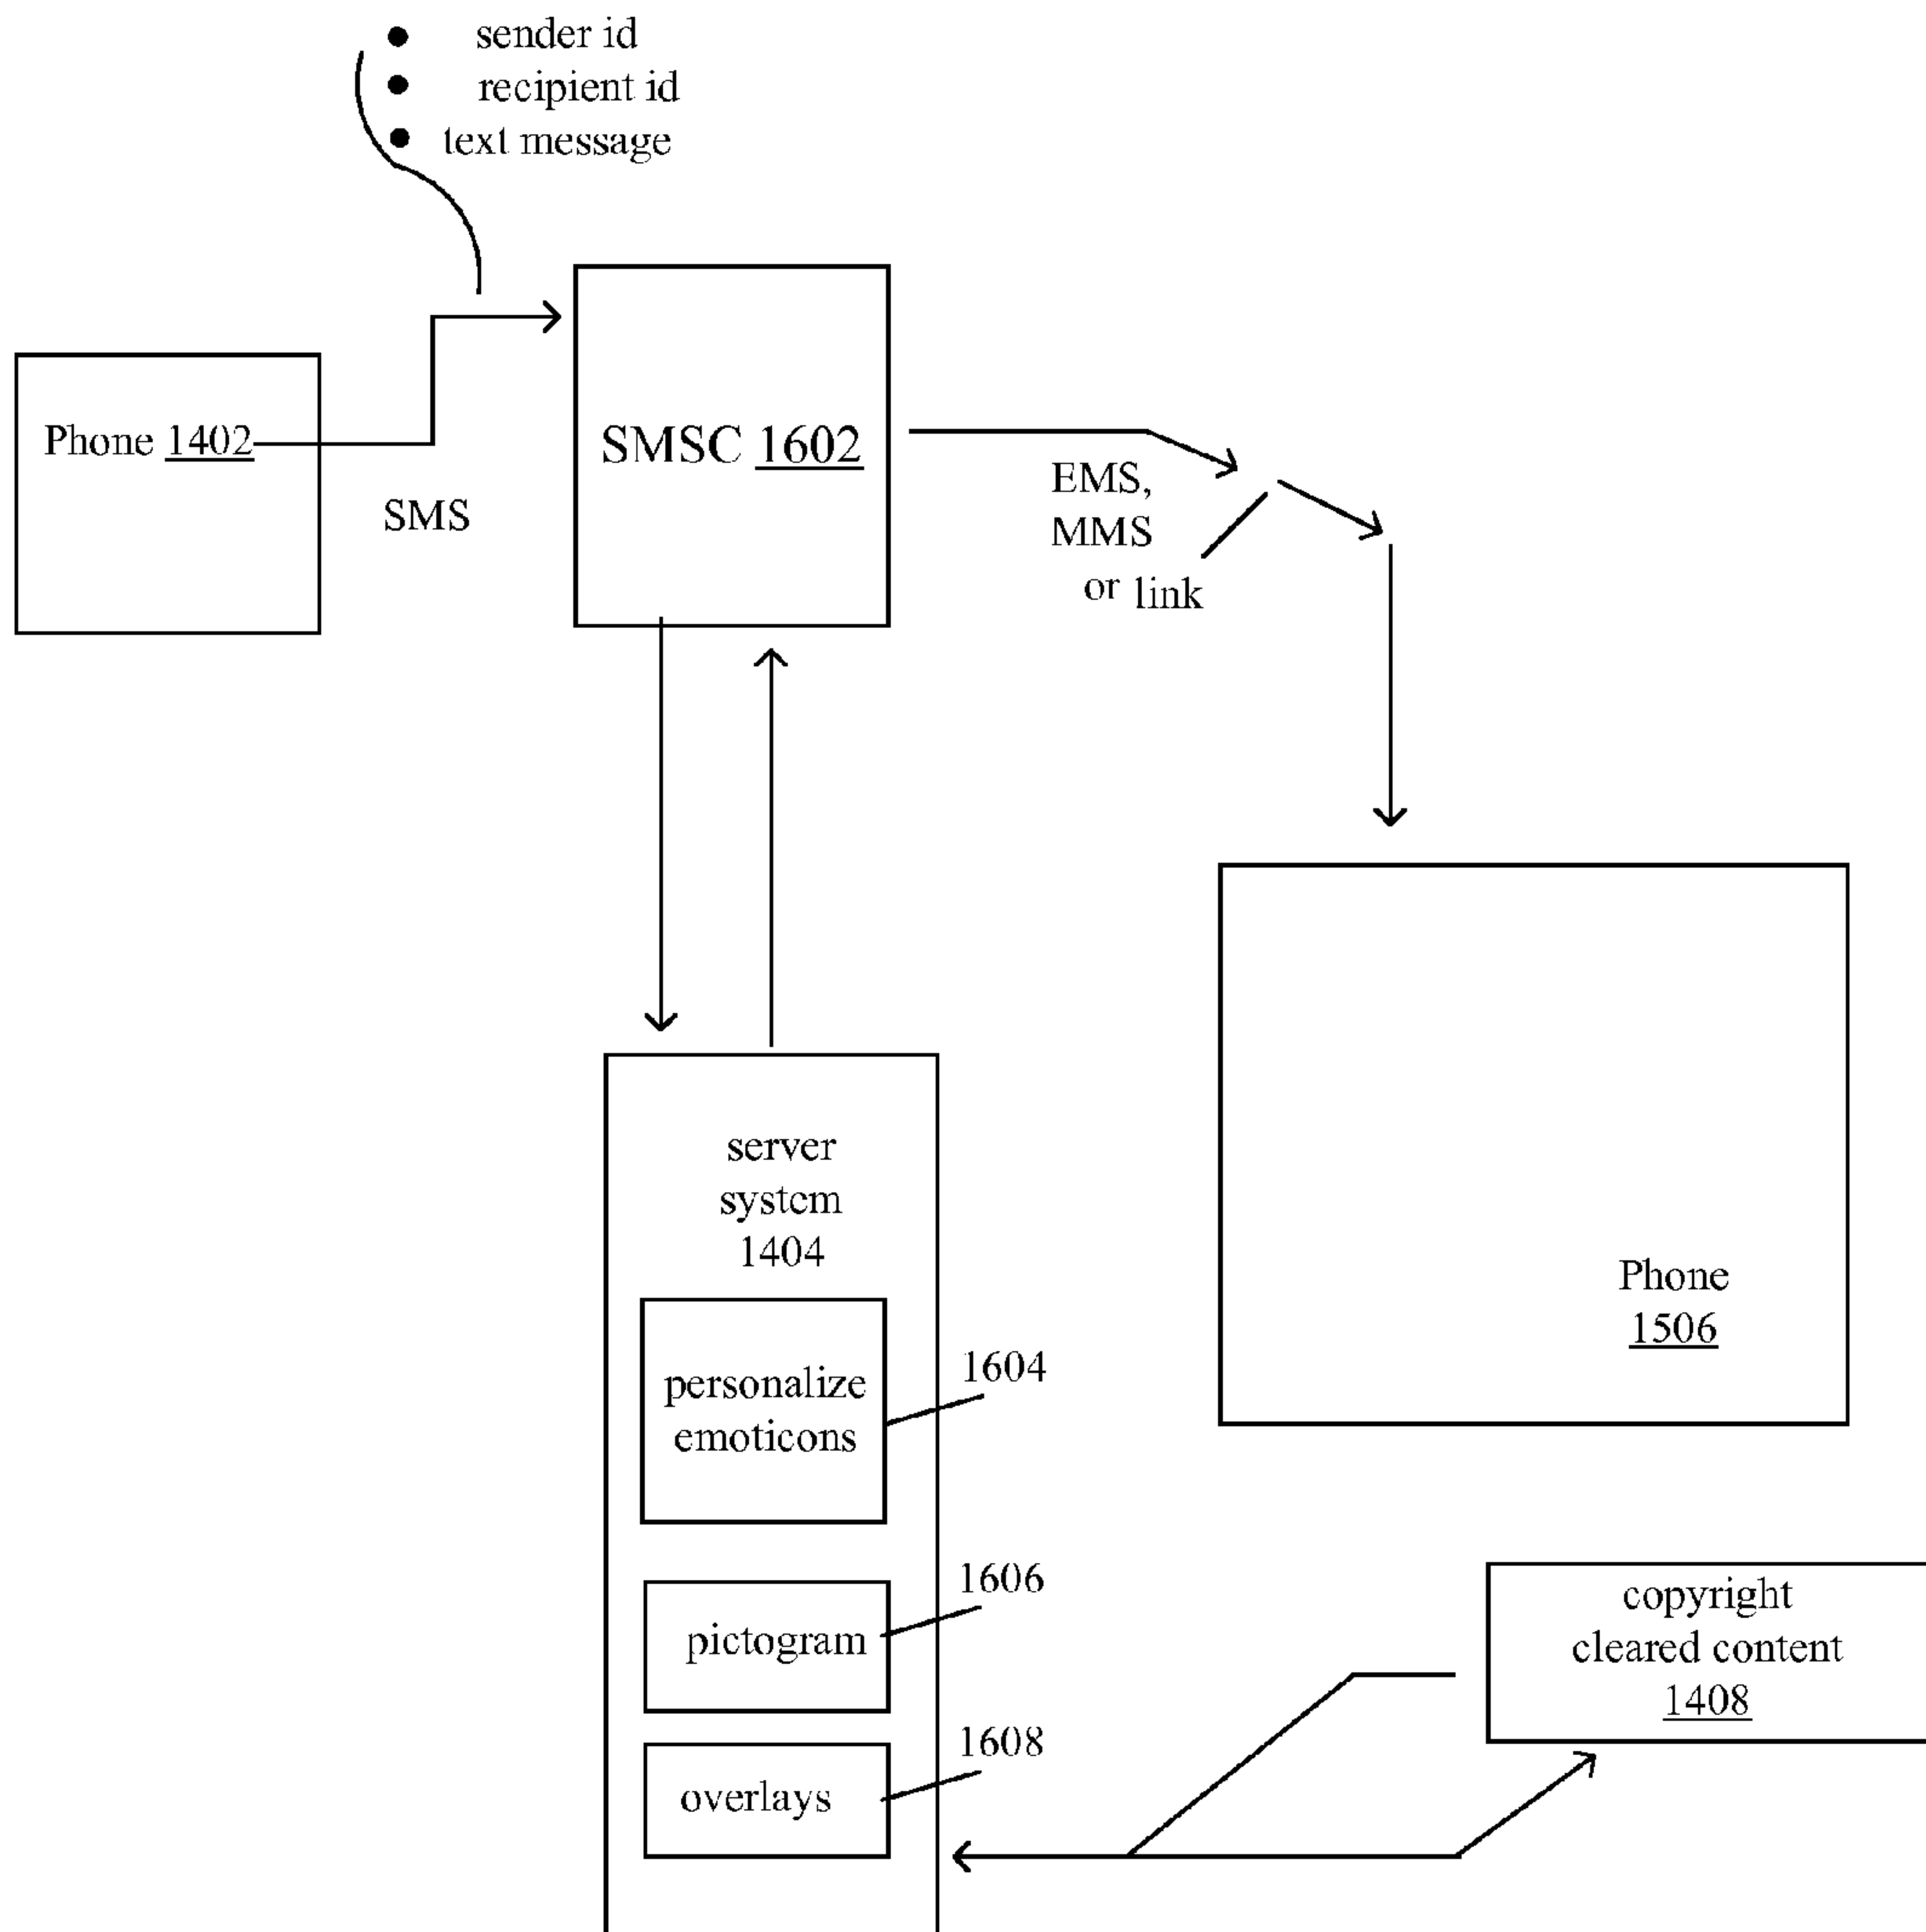 ● sender id
● recipient id
● text message
Phone 1402
SMS
SMSC 1602
EMS,
MMS
or link
server
system
1404
personalize
emoticons
1604
pictogram
1606
overlays
1608
Phone
1506
copyright
cleared content
1408